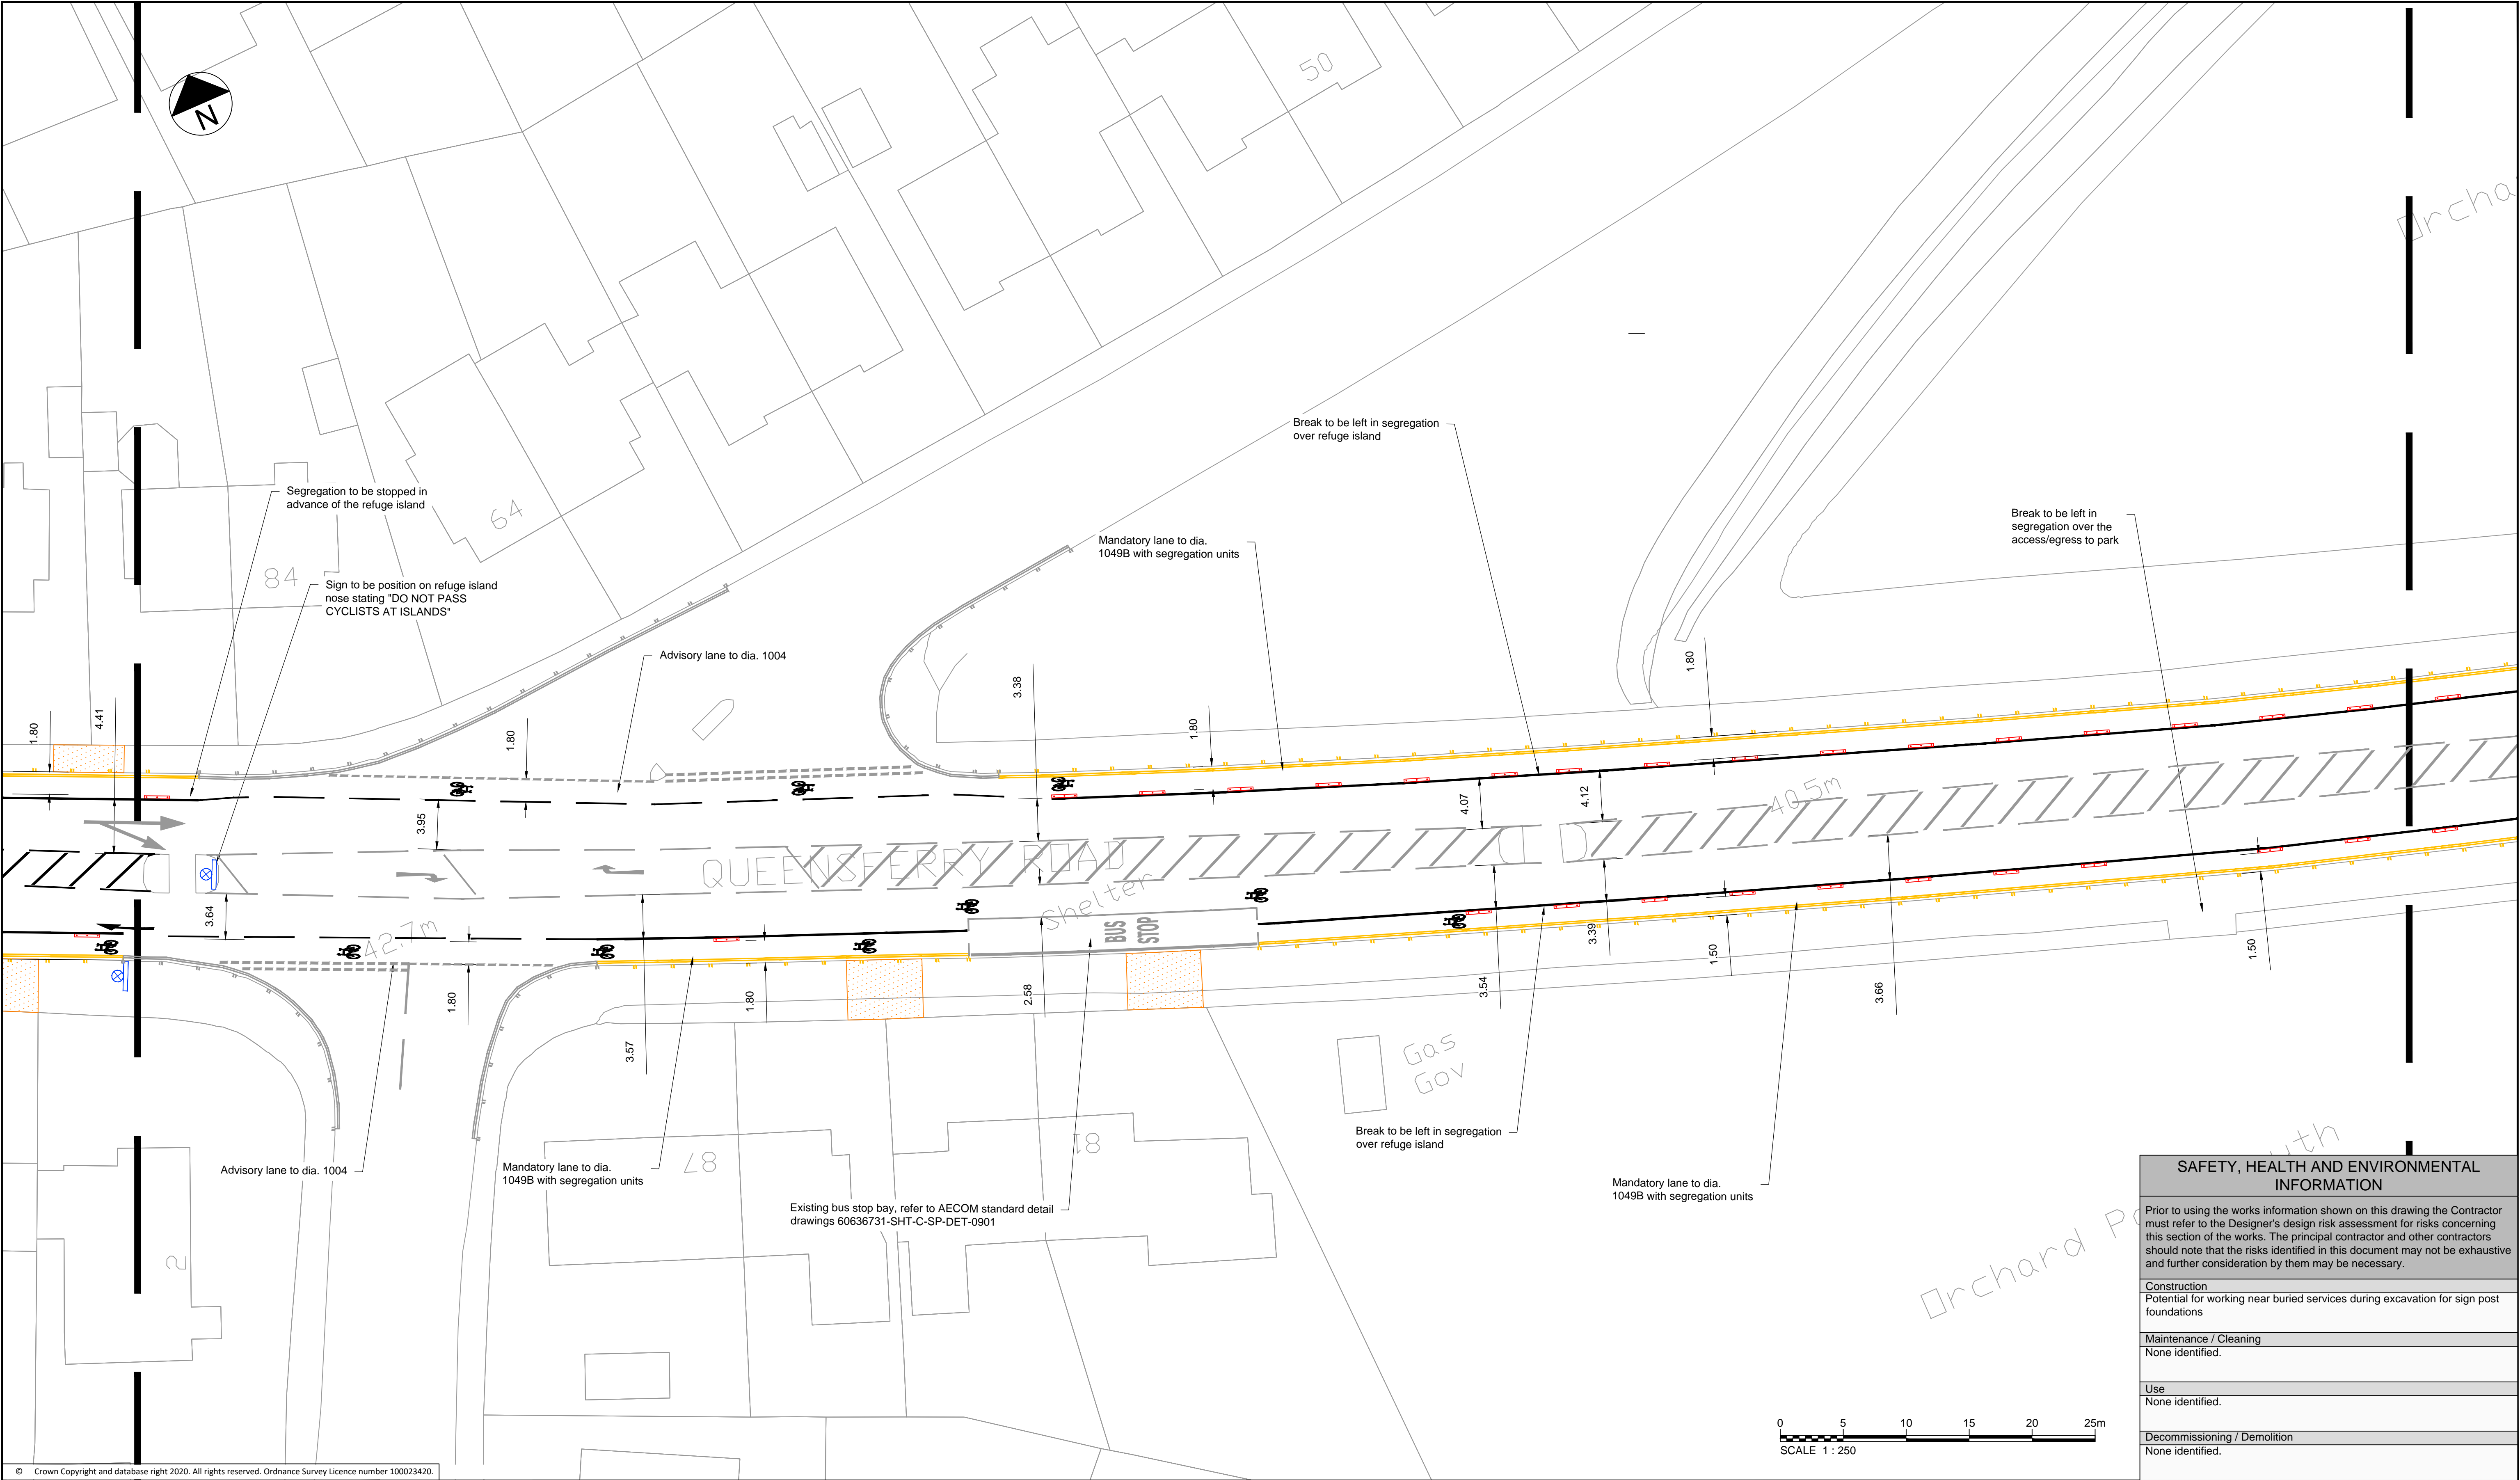 N
50
Orcha
Break to be left in segregation
over refuge island
Segregation to be stopped in
advance of the refuge island
64
Mandatory lane to dia.
1049B with segregation units
Break to be left in
segregation over the
access/egress to park
84
Sign to be position on refuge island
nose stating "DO NOT PASS
CYCLISTS AT ISLANDS"
Advisory lane to dia. 1004
1.80
4.41
1.80
3.38
1.80
1.80
3.95
4.07
4.12
40.5m
QUEENSFERRY ROAD
Shelter
BUS
STOP
3.64
42.7m
1.80
3.57
1.80
2.58
3.54
3.39
1.50
3.66
1.50
Gas
Gov
Break to be left in segregation
over refuge island
Advisory lane to dia. 1004
Mandatory lane to dia.
1049B with segregation units
87
81
Existing bus stop bay, refer to AECOM standard detail
drawings 60636731-SHT-C-SP-DET-0901
Mandatory lane to dia.
1049B with segregation units
2
Orchard
uth
SAFETY, HEALTH AND ENVIRONMENTAL
INFORMATION
Prior to using the works information shown on this drawing the Contractor
must refer to the Designer's design risk assessment for risks concerning
this section of the works. The principal contractor and other contractors
should note that the risks identified in this document may not be exhaustive
and further consideration by them may be necessary.
Construction
Potential for working near buried services during excavation for sign post
foundations
Maintenance / Cleaning
None identified.
Use
None identified.
Decommissioning / Demolition
None identified.
0 5 10 15 20 25m
SCALE 1 : 250
© Crown Copyright and database right 2020. All rights reserved. Ordnance Survey Licence number 100023420.